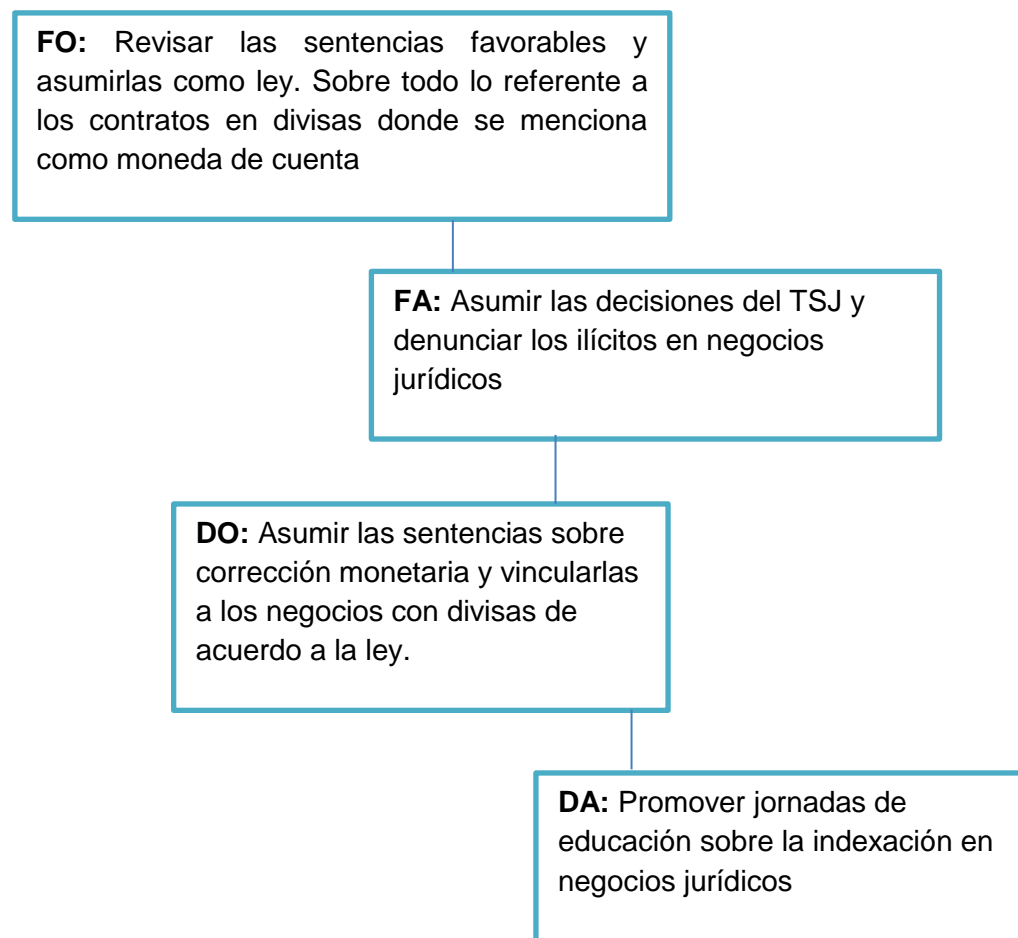 FO: Revisar las sentencias favorables y
asumirlas como ley. Sobre todo lo referente a
los contratos en divisas donde se menciona
como moneda de cuenta
FA: Asumir las decisiones del TSJ y
denunciar los ilícitos en negocios
jurídicos
DO: Asumir las sentencias sobre
corrección monetaria y vincularlas
a los negocios con divisas de
acuerdo a la ley.
DA: Promover jornadas de
educación sobre la indexación en
negocios jurídicos